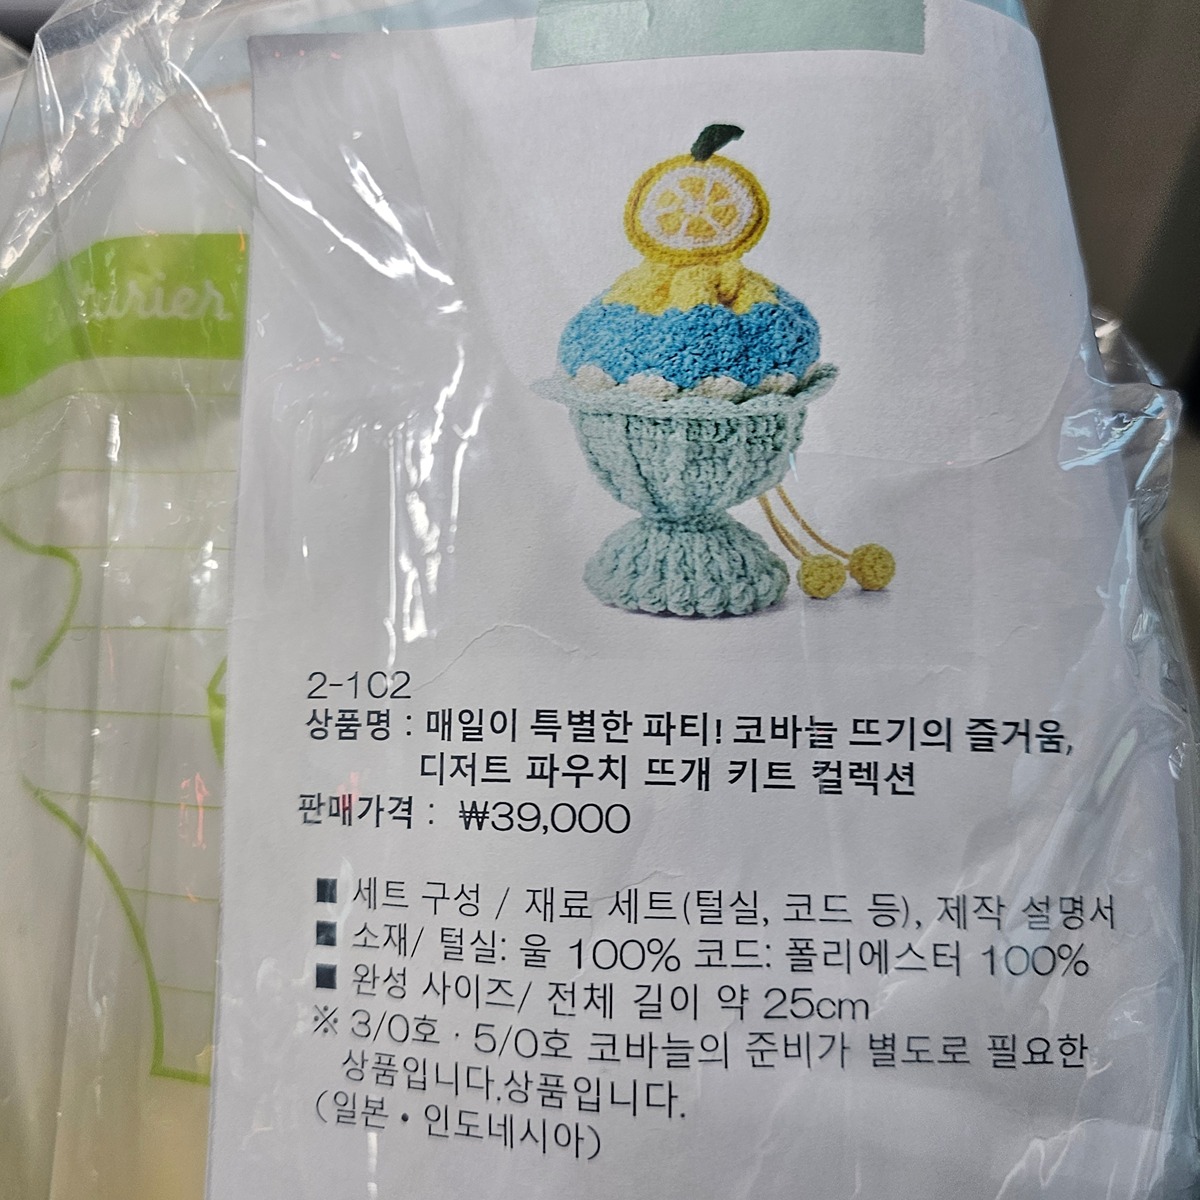 2-102
상품명 : 매일이 특별한 파티! 코바늘 뜨기의 즐거움,
디저트 파우치 뜨개 키트 컬렉션
판매가격 : ₩39,000
■ 세트 구성 / 재료 세트(털실, 코드 등), 제작 설명서
■ 소재/ 털실: 울 100% 코드: 폴리에스터 100%
■ 완성 사이즈/ 전체 길이 약 25cm
※ 3/0호 · 5/0호 코바늘의 준비가 별도로 필요한
상품입니다.상품입니다.
(일본・인도네시아)